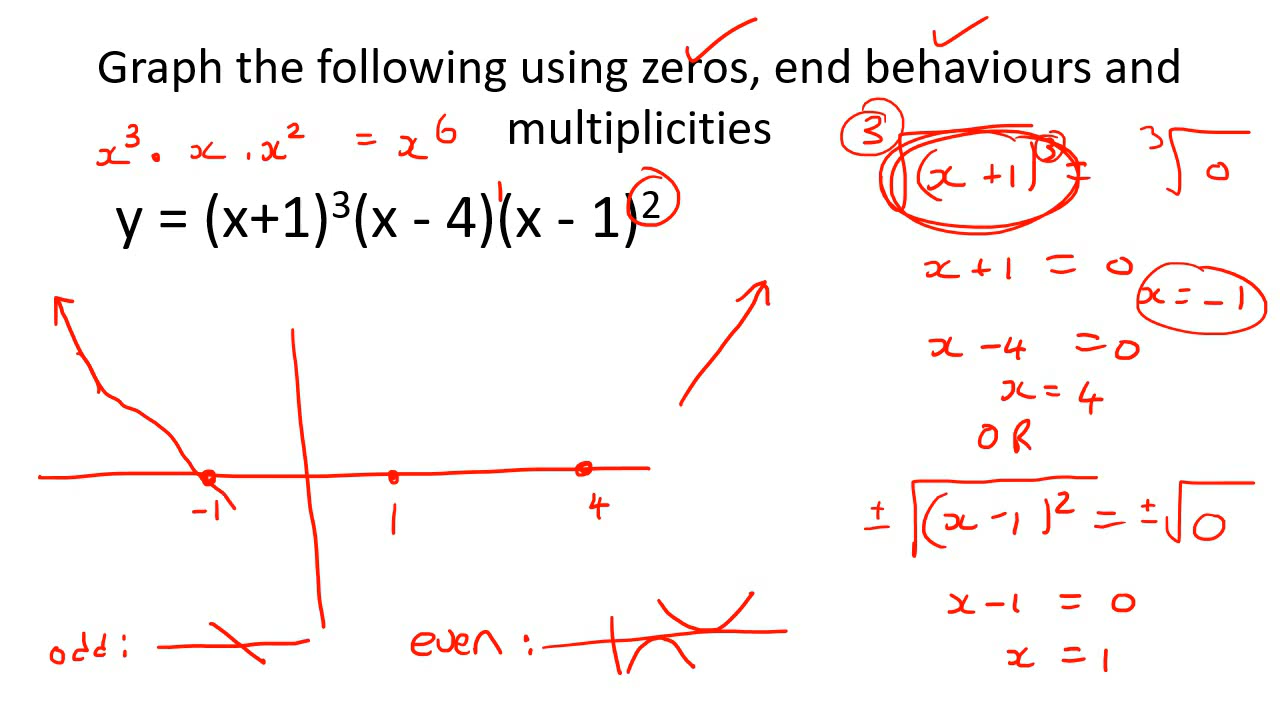 Graph the following using zeros, end behaviours and
multiplicities
x³ · x · x² = x⁶
y = (x+1)³(x - 4)¹(x - 1)²
³√(x+1)³ = ³√0
x + 1 = 0
x = -1
x - 4 = 0
x = 4
OR
± √(x - 1)² = ± √0
x - 1 = 0
x = 1
-1 1 4
odd: even: